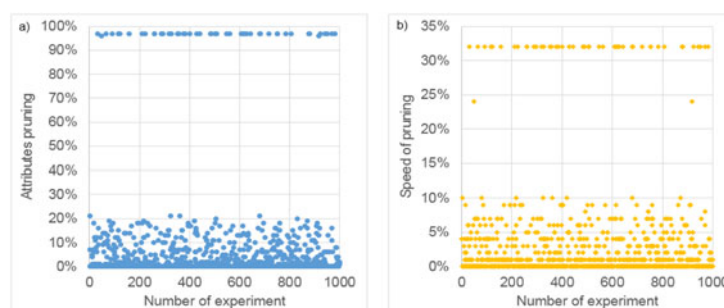 a)
100%
90%
80%
70%
60%
50%
40%
30%
20%
10%
0%
Attributes pruning
0 200 400 600 800 1000
Number of experiment
b)
35%
30%
25%
20%
15%
10%
5%
0%
Speed of pruning
0 200 400 600 800 1000
Number of experiment